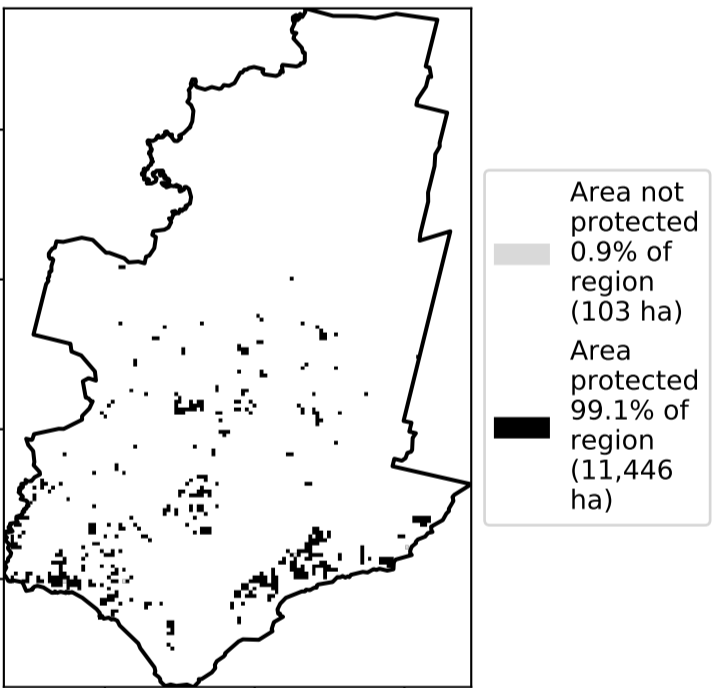 Area not
protected
0.9% of
region
(103 ha)
Area
protected
99.1% of
region
(11,446
ha)